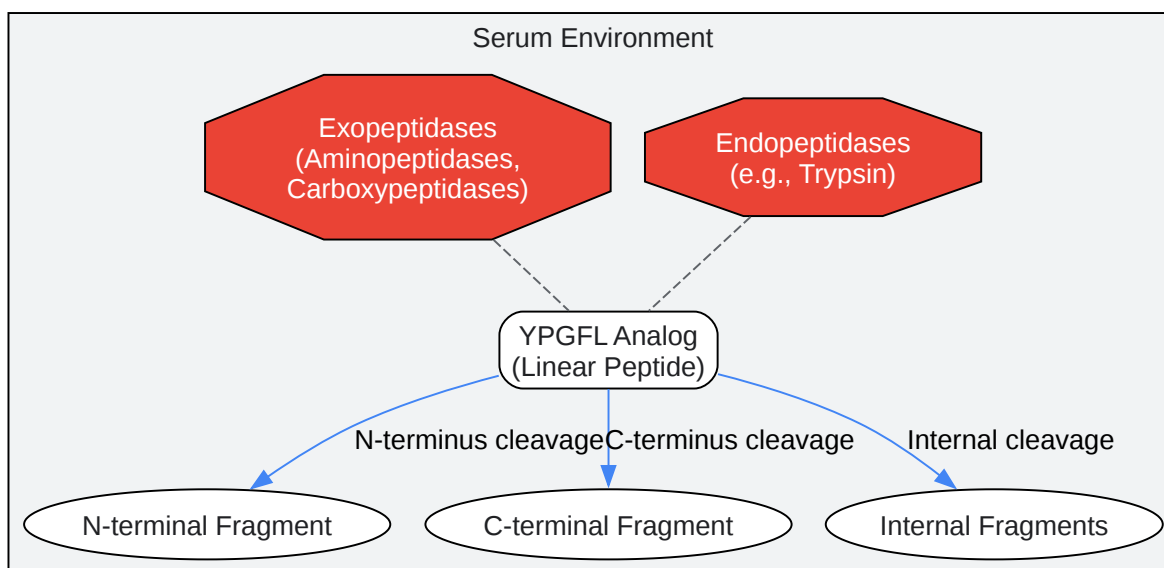 Serum Environment
Exopeptidases
(Aminopeptidases,
Carboxypeptidases)
Endopeptidases
(e.g., Trypsin)
YPGFL Analog
(Linear Peptide)
N-terminus cleavage
C-terminus cleavage
Internal cleavage
N-terminal Fragment
C-terminal Fragment
Internal Fragments